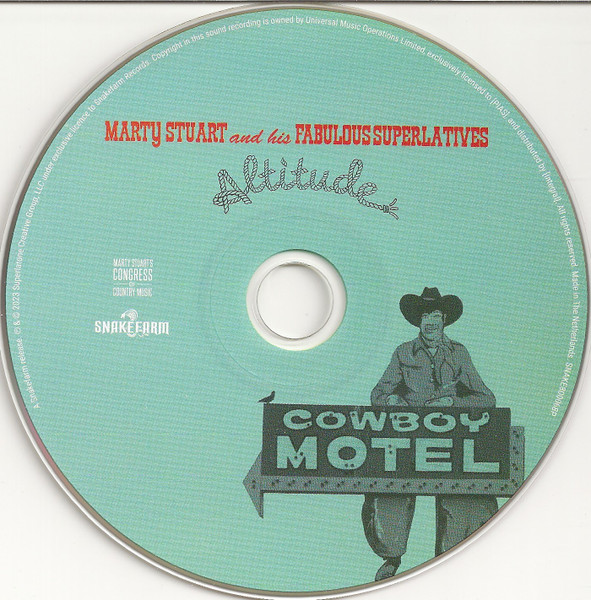 A Snakefarm release. ℗ & © 2023 Superlatone Creative Group, LLC, under exclusive licence to Snakefarm Records. Copyright in this sound recording is owned by Universal Music Operations Limited, exclusively licensed to [PIAS], and distributed by [Integral]. All rights reserved. Made in the Netherlands. SNAKE800WSP
MARTY STUART and his FABULOUS SUPERLATIVES
Altitude
MARTY STUART'S
CONGRESS
OF
COUNTRY MUSIC
SNAKEFARM
COWBOY
MOTEL